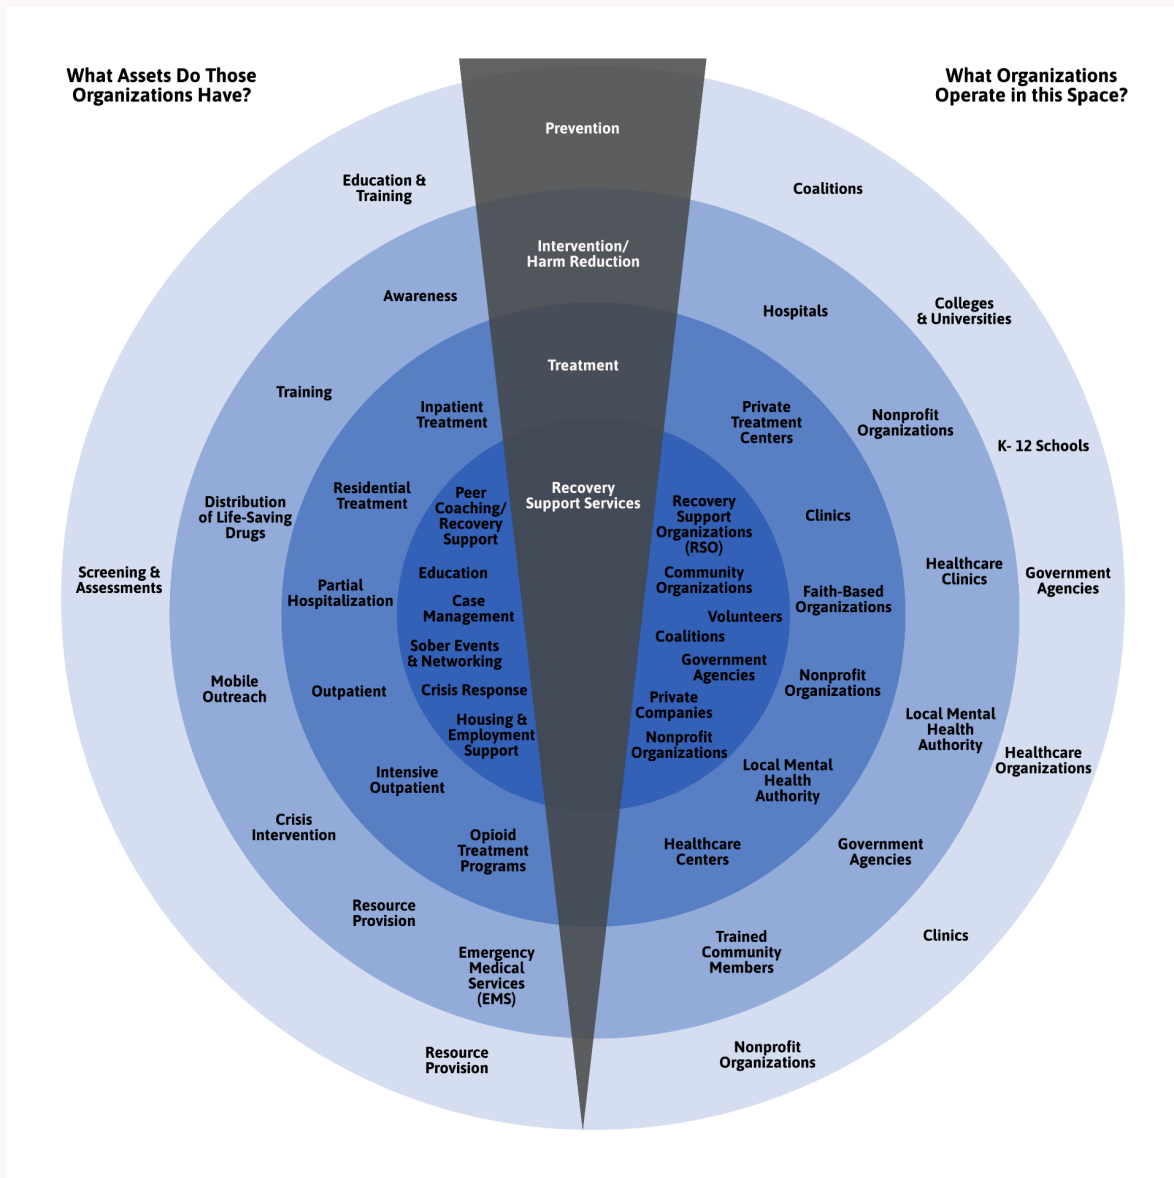 What Assets Do Those
Organizations Have?
What Organizations
Operate in this Space?
Prevention
Intervention/
Harm Reduction
Treatment
Recovery
Support Services
Education &
Training
Screening &
Assessments
Resource
Provision
Awareness
Training
Distribution
of Life-Saving
Drugs
Mobile
Outreach
Crisis
Intervention
Resource
Provision
Emergency
Medical
Services
(EMS)
Inpatient
Treatment
Residential
Treatment
Partial
Hospitalization
Outpatient
Intensive
Outpatient
Opioid
Treatment
Programs
Peer
Coaching/
Recovery
Support
Education
Case
Management
Sober Events
& Networking
Crisis Response
Housing &
Employment
Support
Recovery
Support
Organizations
(RSO)
Community
Organizations
Volunteers
Coalitions
Government
Agencies
Private
Companies
Nonprofit
Organizations
Private
Treatment
Centers
Clinics
Faith-Based
Organizations
Nonprofit
Organizations
Local Mental
Health
Authority
Healthcare
Centers
Hospitals
Nonprofit
Organizations
Healthcare
Clinics
Local Mental
Health
Authority
Government
Agencies
Trained
Community
Members
Coalitions
Colleges
& Universities
K- 12 Schools
Government
Agencies
Healthcare
Organizations
Clinics
Nonprofit
Organizations